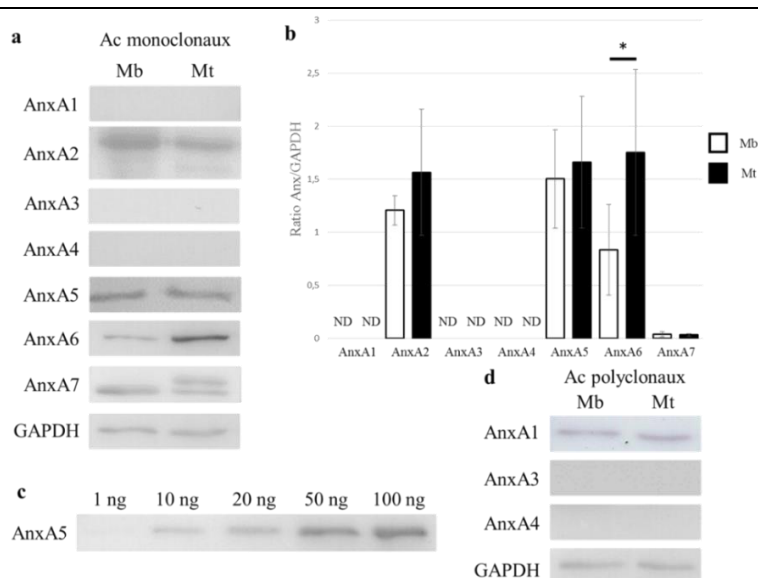 a
Ac monoclonaux
Mb Mt
AnxA1
AnxA2
AnxA3
AnxA4
AnxA5
AnxA6
AnxA7
GAPDH
b
Ratio Anx/GAPDH
3
2,5
2
1,5
1
0,5
0
*
ND ND ND ND ND ND
AnxA1 AnxA2 AnxA3 AnxA4 AnxA5 AnxA6 AnxA7
Mb
Mt
c
1 ng 10 ng 20 ng 50 ng 100 ng
AnxA5
d
Ac polyclonaux
Mb Mt
AnxA1
AnxA3
AnxA4
GAPDH